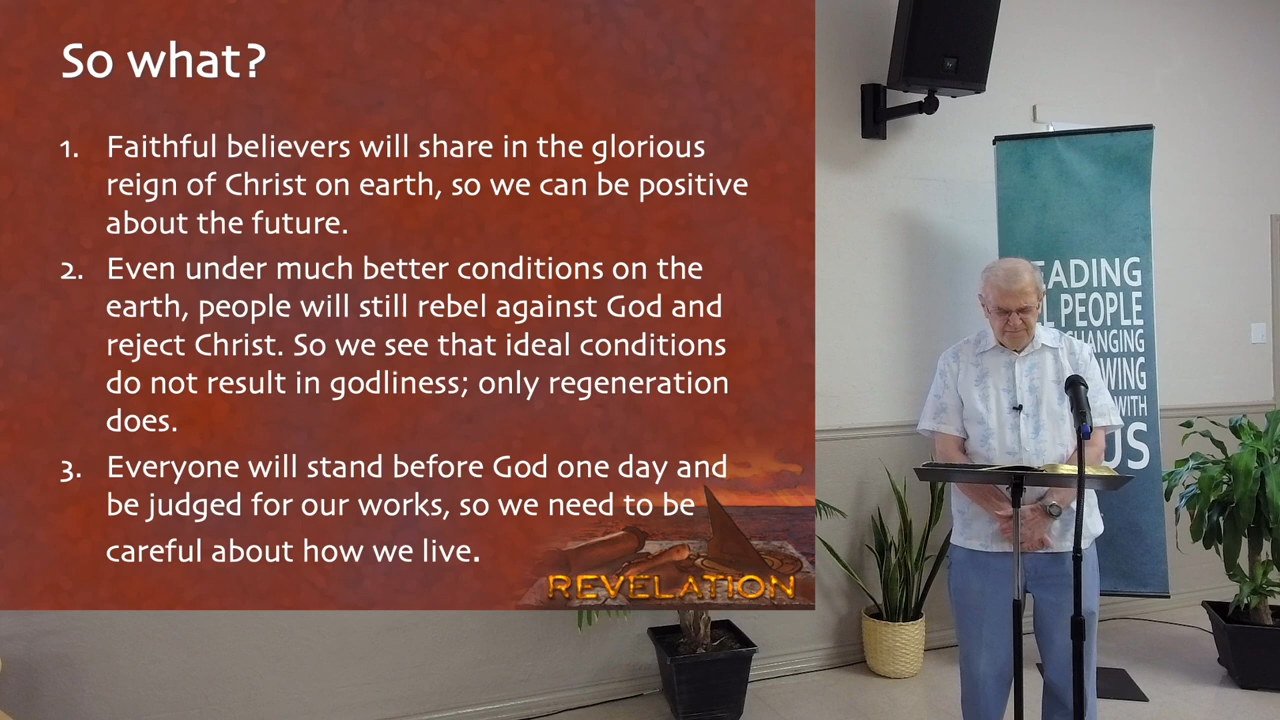 So what?
1. Faithful believers will share in the glorious
reign of Christ on earth, so we can be positive
about the future.
2. Even under much better conditions on the
earth, people will still rebel against God and
reject Christ. So we see that ideal conditions
do not result in godliness; only regeneration
does.
3. Everyone will stand before God one day and
be judged for our works, so we need to be
careful about how we live.
REVELATION
EADING
PEOPLE
HANGING
WING
WITH
US